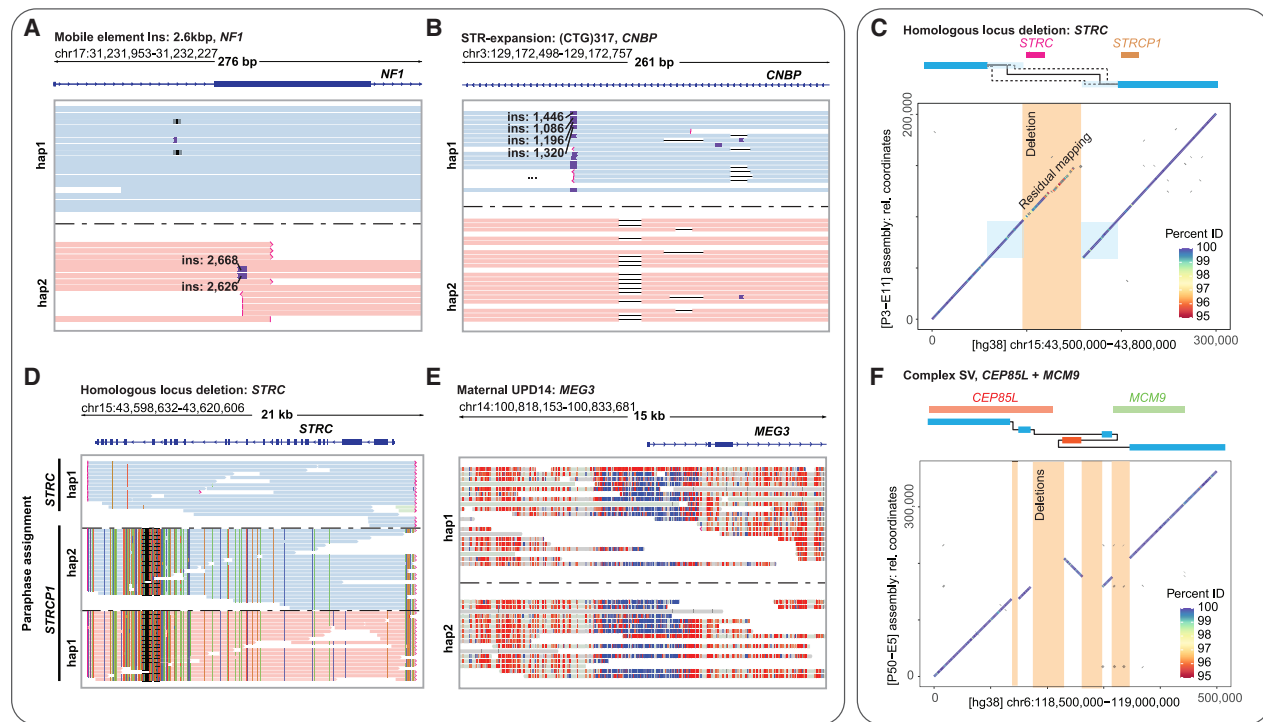 A
Mobile element Ins: 2.6kbp, NF1
chr17:31,231,953-31,232,227
276 bp
NF1
hap1
hap2
ins: 2,668
ins: 2,626
B
STR-expansion: (CTG)317, CNBP
chr3:129,172,498-129,172,757
261 bp
CNBP
hap1
ins: 1,446
ins: 1,086
ins: 1,196
ins: 1,320
...
hap2
C
Homologous locus deletion: STRC
STRC
STRCP1
[P3-E11] assembly: rel. coordinates
200,000
0
Deletion
Residual mapping
Percent ID
100
99
98
97
96
95
0
300,000
[hg38] chr15:43,500,000-43,800,000
D
Homologous locus deletion: STRC
chr15:43,598,632-43,620,606
21 kb
STRC
Paraphase assignment
STRC
hap1
STRCP1
hap2
hap1
E
Maternal UPD14: MEG3
chr14:100,818,153-100,833,681
15 kb
MEG3
hap1
hap2
F
Complex SV, CEP85L + MCM9
CEP85L
MCM9
[P50-E5] assembly: rel. coordinates
300,000
0
Deletions
Percent ID
100
99
98
97
96
95
0
500,000
[hg38] chr6:118,500,000-119,000,000